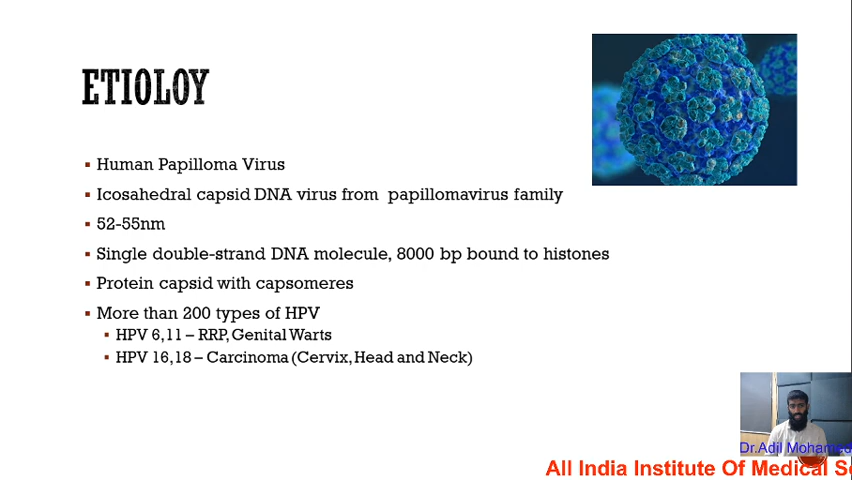 ETIOLOY
Human Papilloma Virus
Icosahedral capsid DNA virus from papillomavirus family
52-55nm
Single double-strand DNA molecule, 8000 bp bound to histones
Protein capsid with capsomeres
More than 200 types of HPV
HPV 6,11 – RRP, Genital Warts
HPV 16,18 – Carcinoma (Cervix, Head and Neck)
Dr.Adil Mohamed
All India Institute Of Medical S